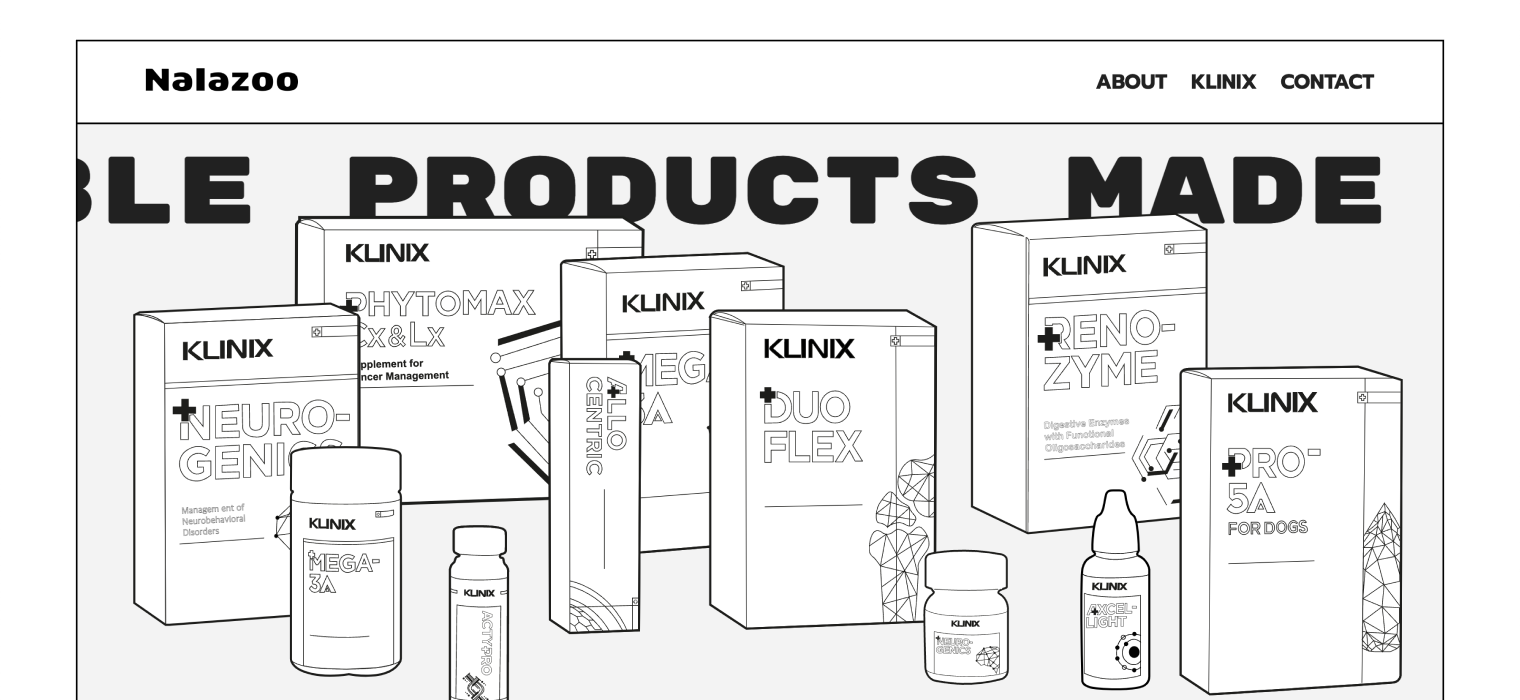 Nalazoo
ABOUT KLINIX CONTACT
BLE PRODUCTS MADE
KLINIX
PHYTOMAX
Cx&Lx
pplement for
ncer Management
KLINIX
MEGA
3A
KLINIX
RENO-
ZYME
Digestive Enzymes
with Functional
Oligosaccharides
KLINIX
NEURO-
GENICS
Managem ent of
Neurobehavioral
Disorders
ALLO
CENTRIC
KLINIX
DUO
FLEX
KLINIX
PRO-
5A
FOR DOGS
KLINIX
MEGA-
3A
KLINIX
ACTYPRO
KLINIX
NEURO-
GENICS
KLINIX
AXCEL-
LIGHT